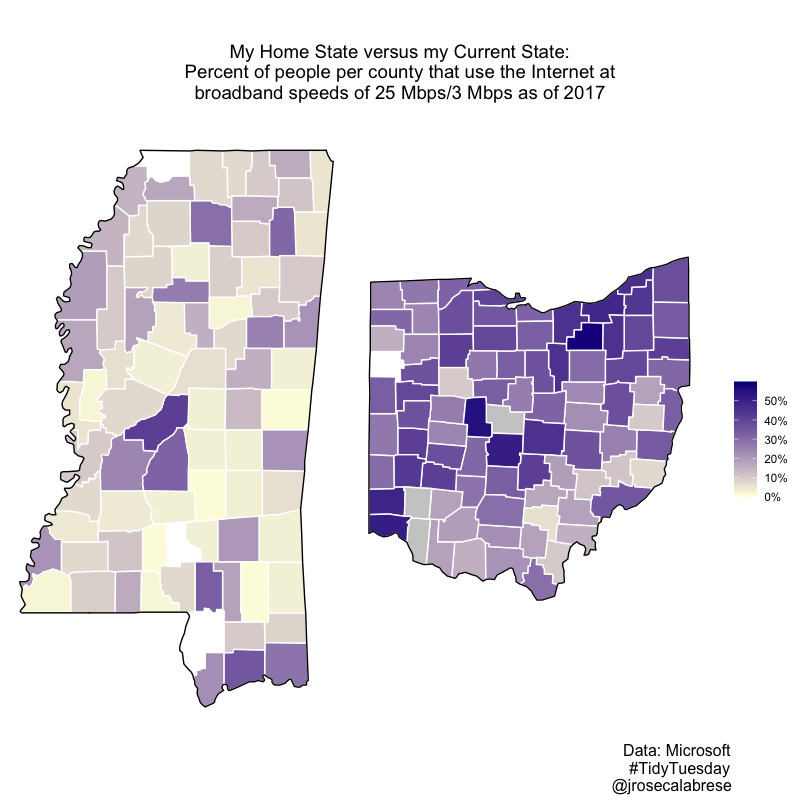 My Home State versus my Current State:
Percent of people per county that use the Internet at
broadband speeds of 25 Mbps/3 Mbps as of 2017
50%
40%
30%
20%
10%
0%
Data: Microsoft
#TidyTuesday
@jrosecalabrese